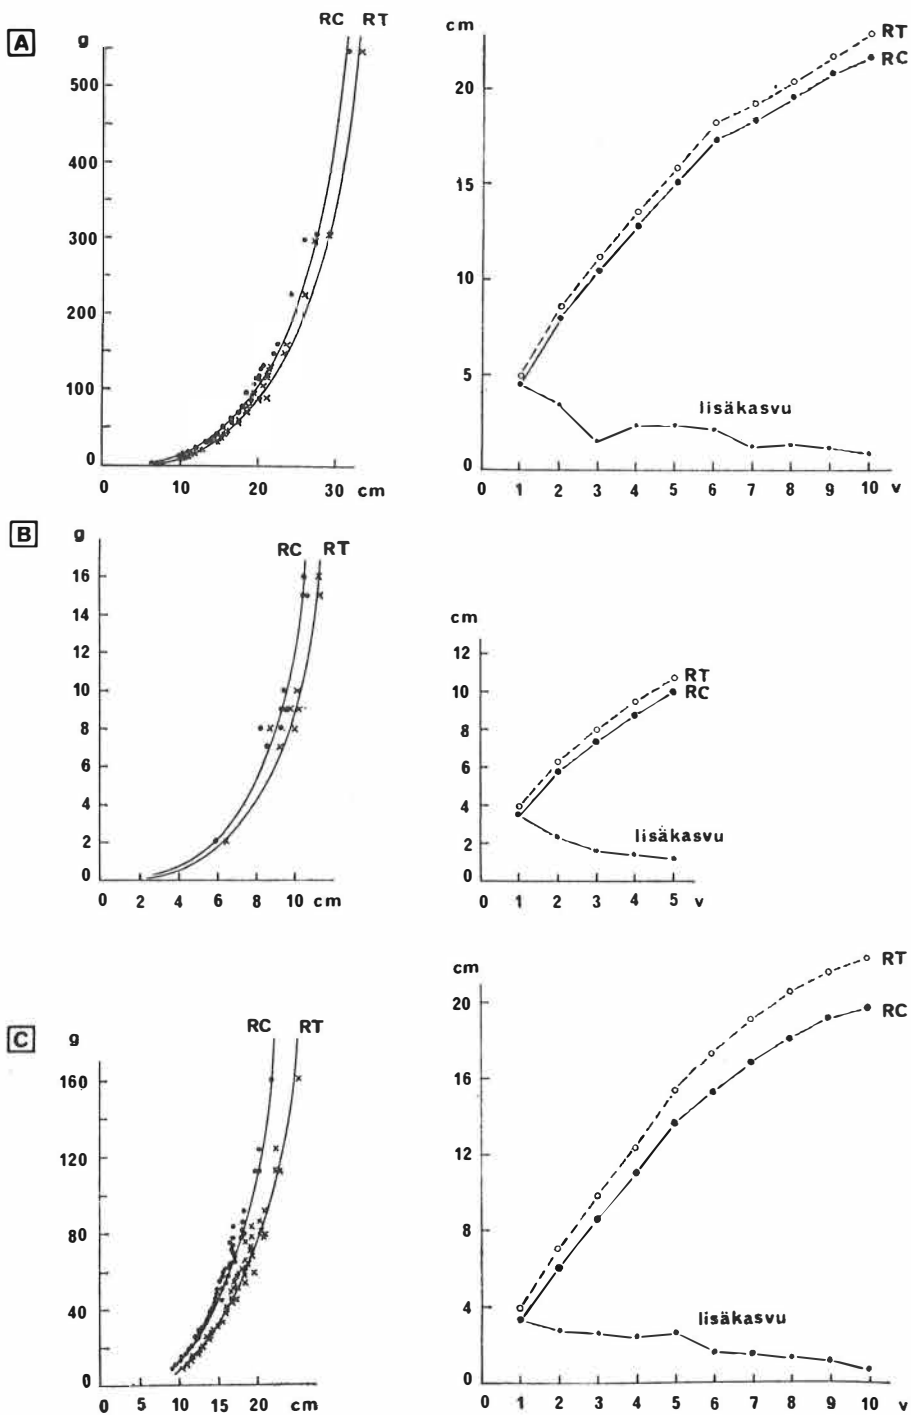 A
g
RC RT
500
400
300
200
100
0
0 10 20 30 cm
cm
20
15
10
5
0
RT
RC
lisäkasvu
0 1 2 3 4 5 6 7 8 9 10 v
B
g
RC RT
16
14
12
10
8
6
4
2
0
0 2 4 6 8 10 cm
cm
12
10
8
6
4
2
0
RT
RC
lisäkasvu
0 1 2 3 4 5 v
C
g
RC RT
160
120
80
40
0
0 5 10 15 20 cm
cm
20
16
12
8
4
0
RT
RC
lisäkasvu
0 1 2 3 4 5 6 7 8 9 10 v